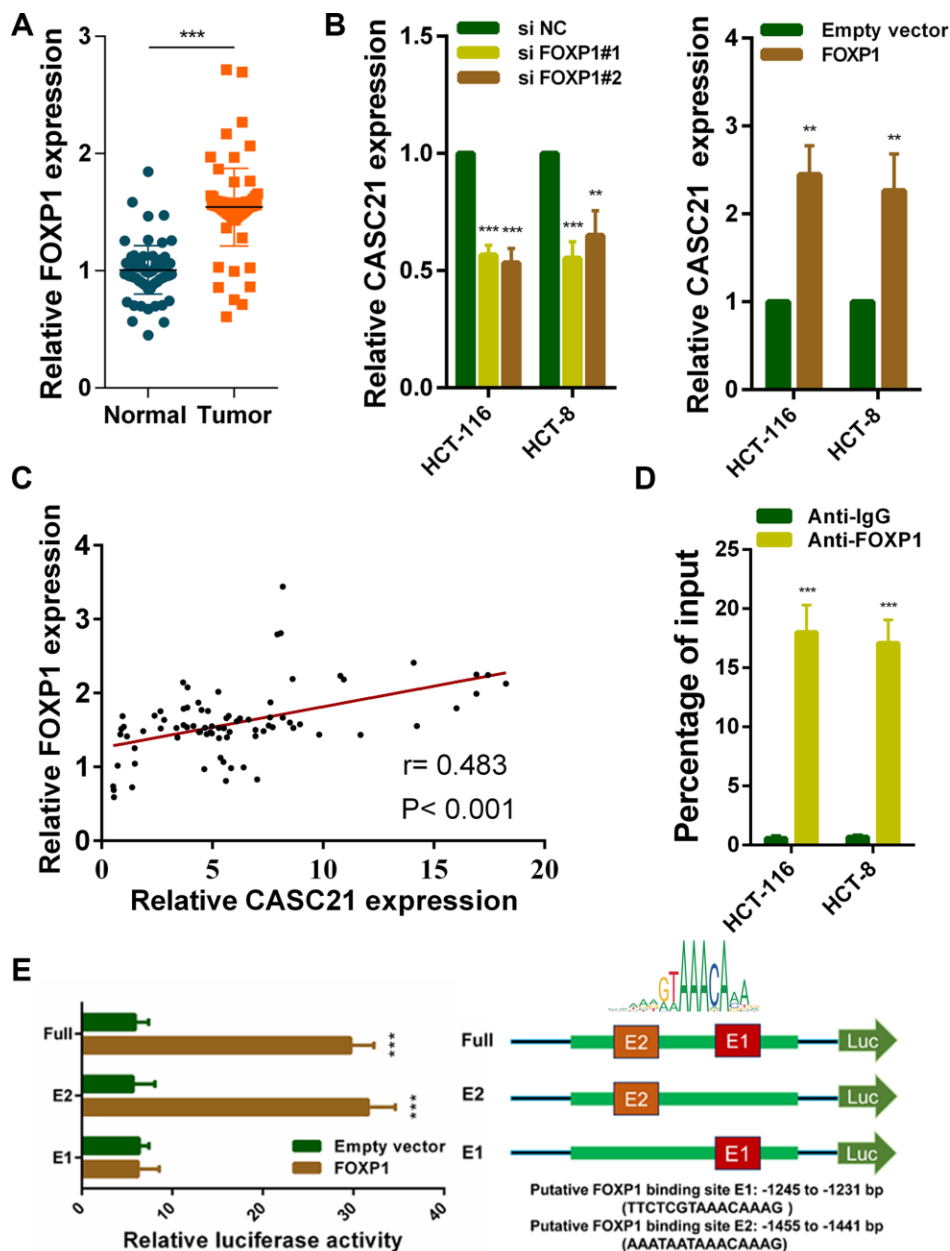 A
***
Relative FOXP1 expression
3
2
1
0
Normal Tumor
B
si NC
si FOXP1#1
si FOXP1#2
Relative CASC21 expression
1.5
1.0
0.5
0.0
*** ***
*** **
HCT-116
HCT-8
Empty vector
FOXP1
Relative CASC21 expression
4
3
2
1
0
**
**
HCT-116
HCT-8
C
Relative FOXP1 expression
4
3
2
1
0
r= 0.483
P< 0.001
0 5 10 15 20
Relative CASC21 expression
D
Anti-IgG
Anti-FOXP1
Percentage of input
25
20
15
10
5
0
***
***
HCT-116
HCT-8
E
Full
***
E2
***
E1
Empty vector
FOXP1
0 10 20 30 40
Relative luciferase activity
GTAAACA
Full E2 E1 Luc
E2 E2 Luc
E1 E1 Luc
Putative FOXP1 binding site E1: -1245 to -1231 bp
(TTCTCGTAAACAAAG )
Putative FOXP1 binding site E2: -1455 to -1441 bp
(AAATAATAAACAAAG)